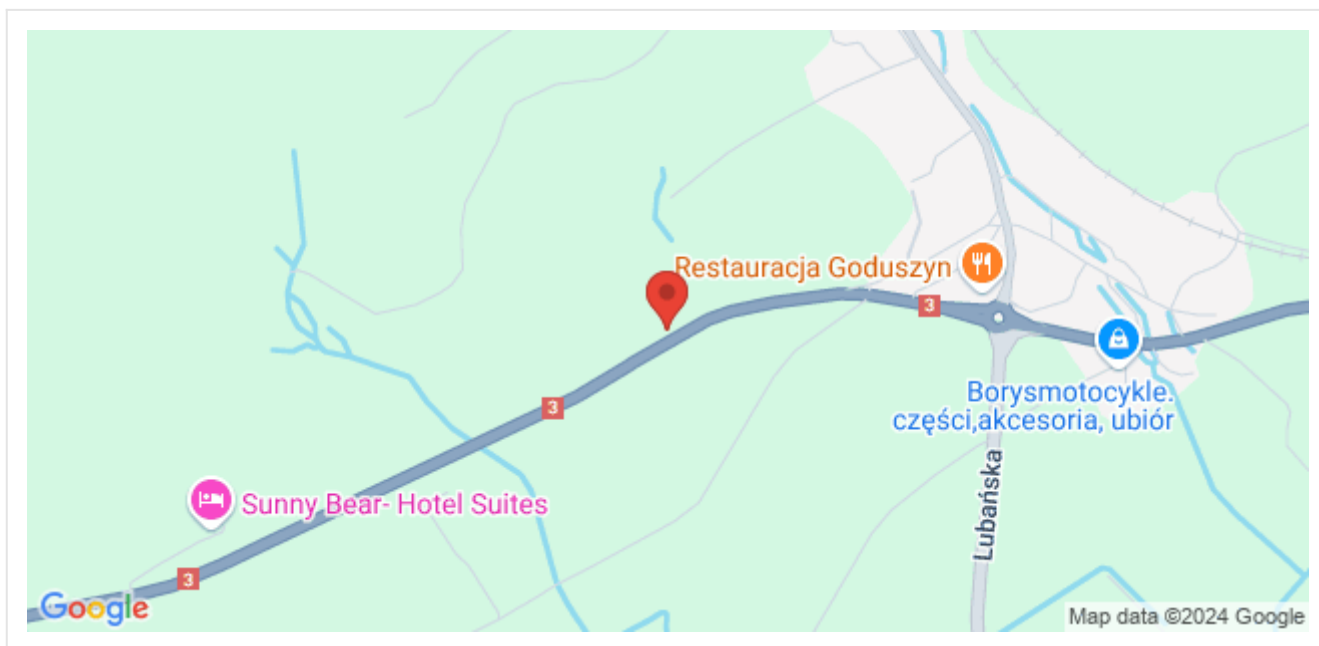 Restauracja Goduszyn
3
3
Borysmotocykle.
części,akcesoria, ubiór
Lubańska
Sunny Bear- Hotel Suites
3
Google
Map data ©2024 Google